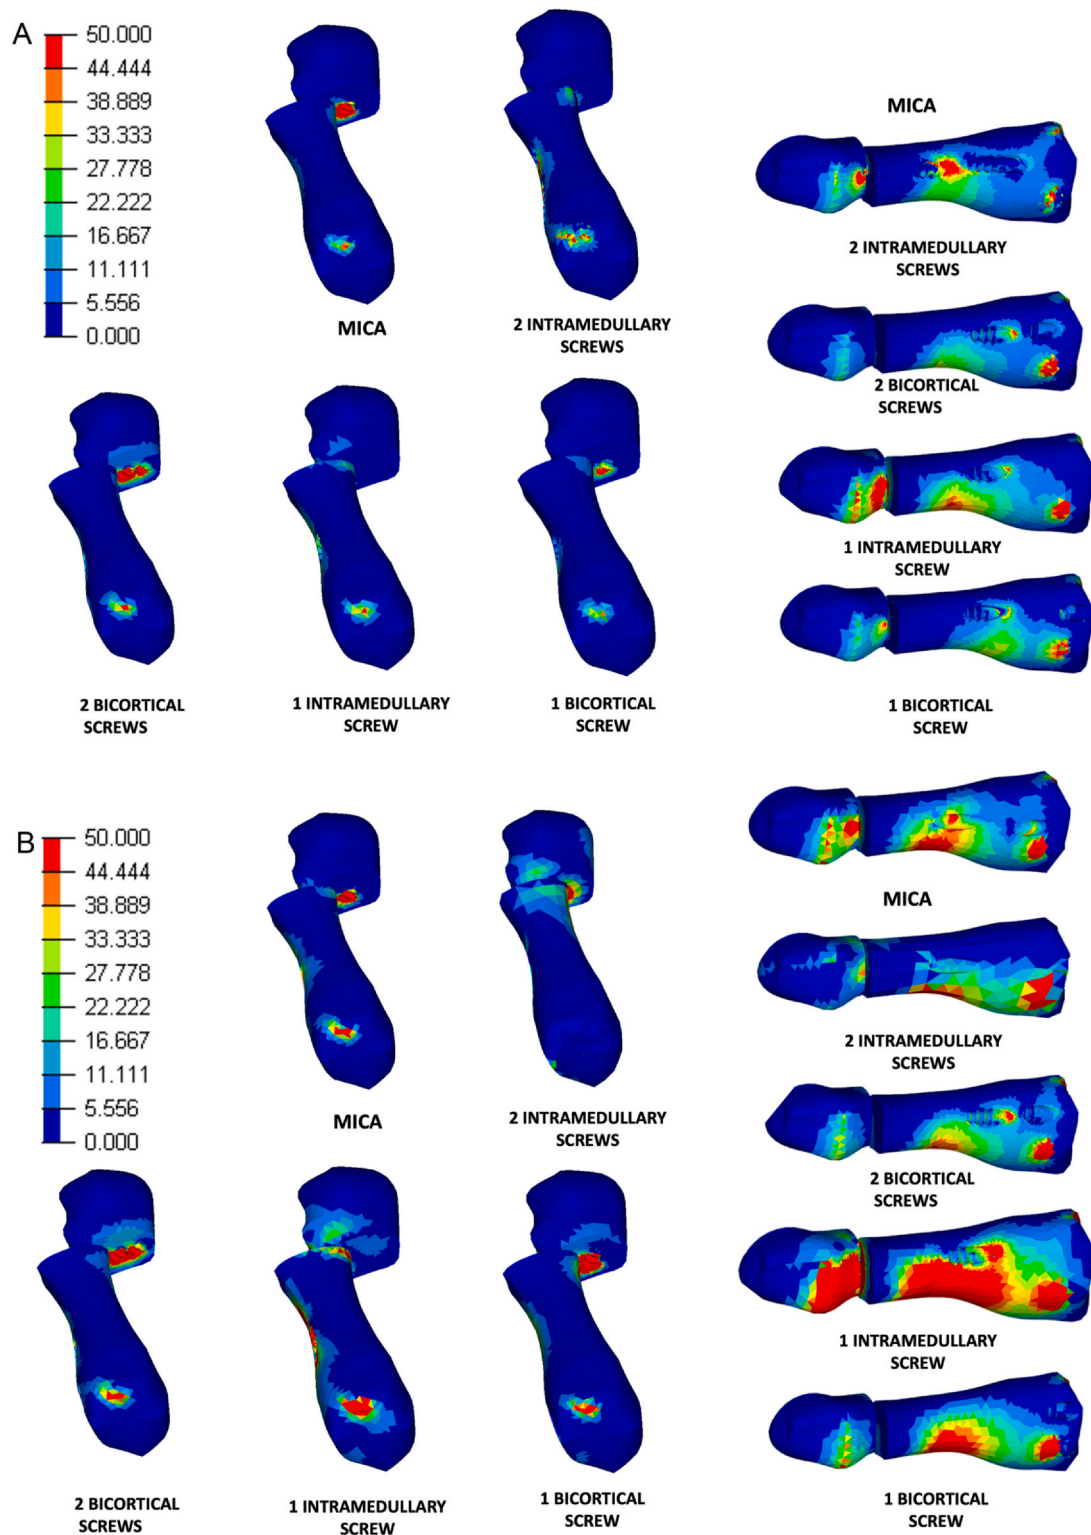 A
50.000
44.444
38.889
33.333
27.778
22.222
16.667
11.111
5.556
0.000
MICA
2 INTRAMEDULLARY
SCREWS
MICA
2 INTRAMEDULLARY
SCREWS
2 BICORTICAL
SCREWS
1 INTRAMEDULLARY
SCREW
2 BICORTICAL
SCREWS
1 INTRAMEDULLARY
SCREW
1 BICORTICAL
SCREW
1 BICORTICAL
SCREW
B
50.000
44.444
38.889
33.333
27.778
22.222
16.667
11.111
5.556
0.000
MICA
2 INTRAMEDULLARY
SCREWS
MICA
2 INTRAMEDULLARY
SCREWS
2 BICORTICAL
SCREWS
1 INTRAMEDULLARY
SCREW
2 BICORTICAL
SCREWS
1 INTRAMEDULLARY
SCREW
1 BICORTICAL
SCREW
1 BICORTICAL
SCREW